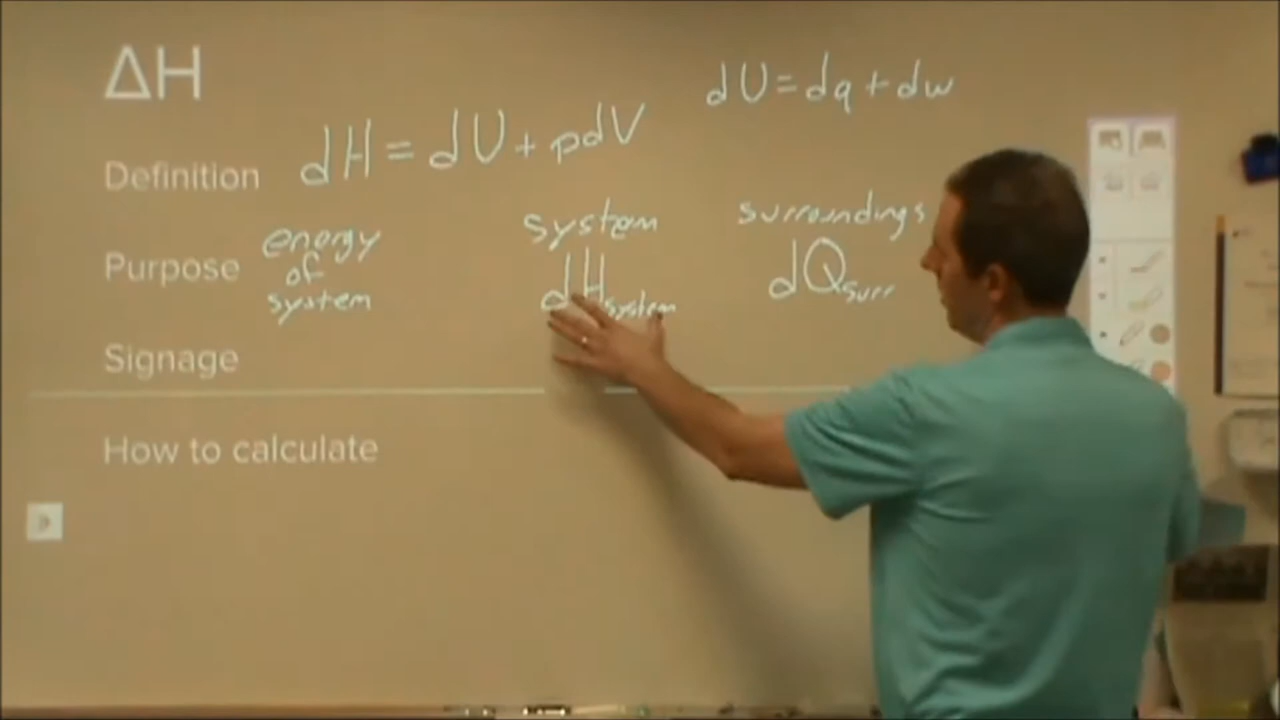 ΔH
dU = dq + dw
Definition dH = dU + pdV
Purpose energy of system
system
dHsystem
surroundings
dQsurr
Signage
How to calculate